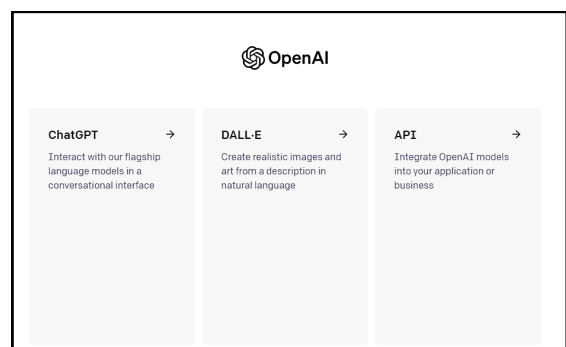 OpenAI
ChatGPT →
Interact with our flagship
language models in a
conversational interface
DALL·E →
Create realistic images and
art from a description in
natural language
API →
Integrate OpenAI models
into your application or
business